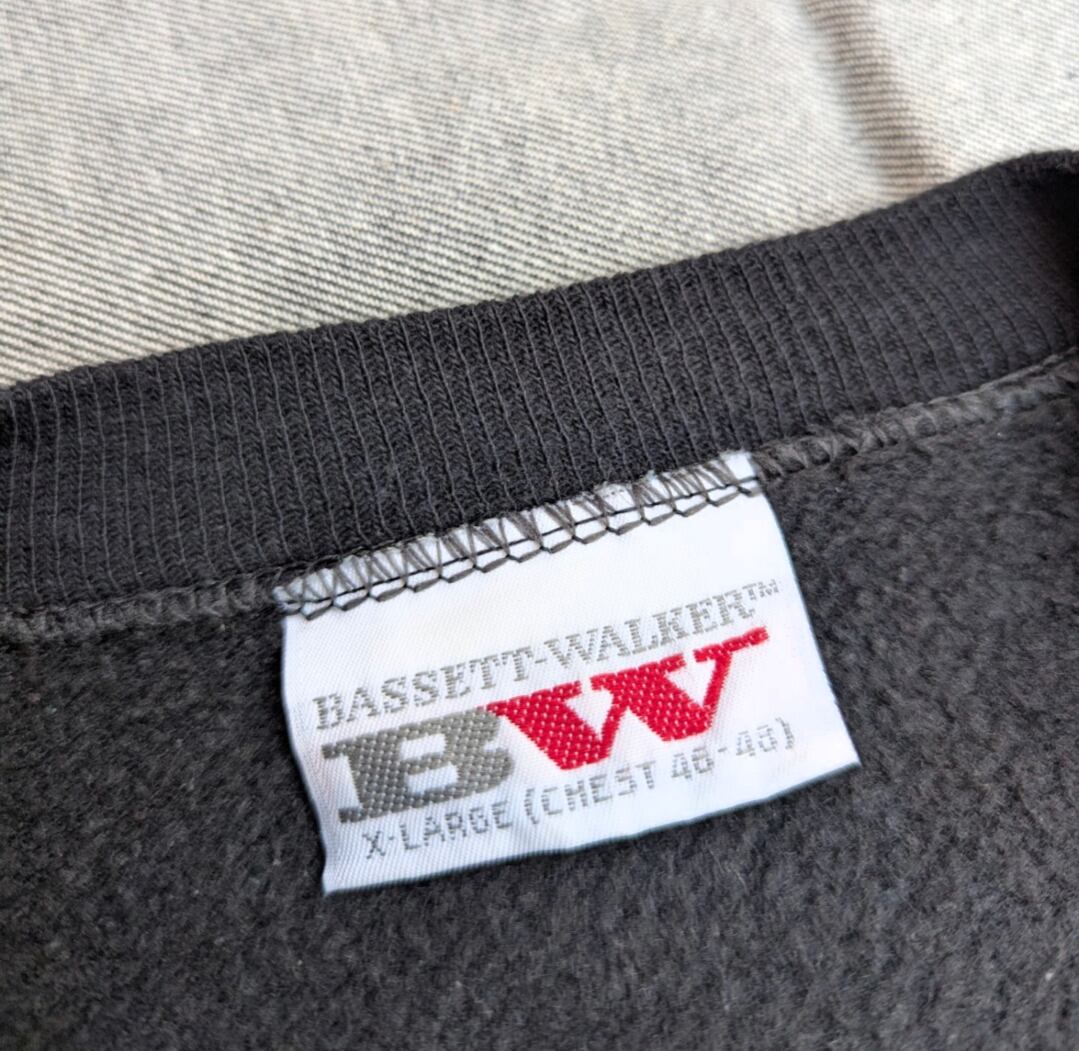 BASSETT-WALKER™
BW
X-LARGE (CHEST 46-48)